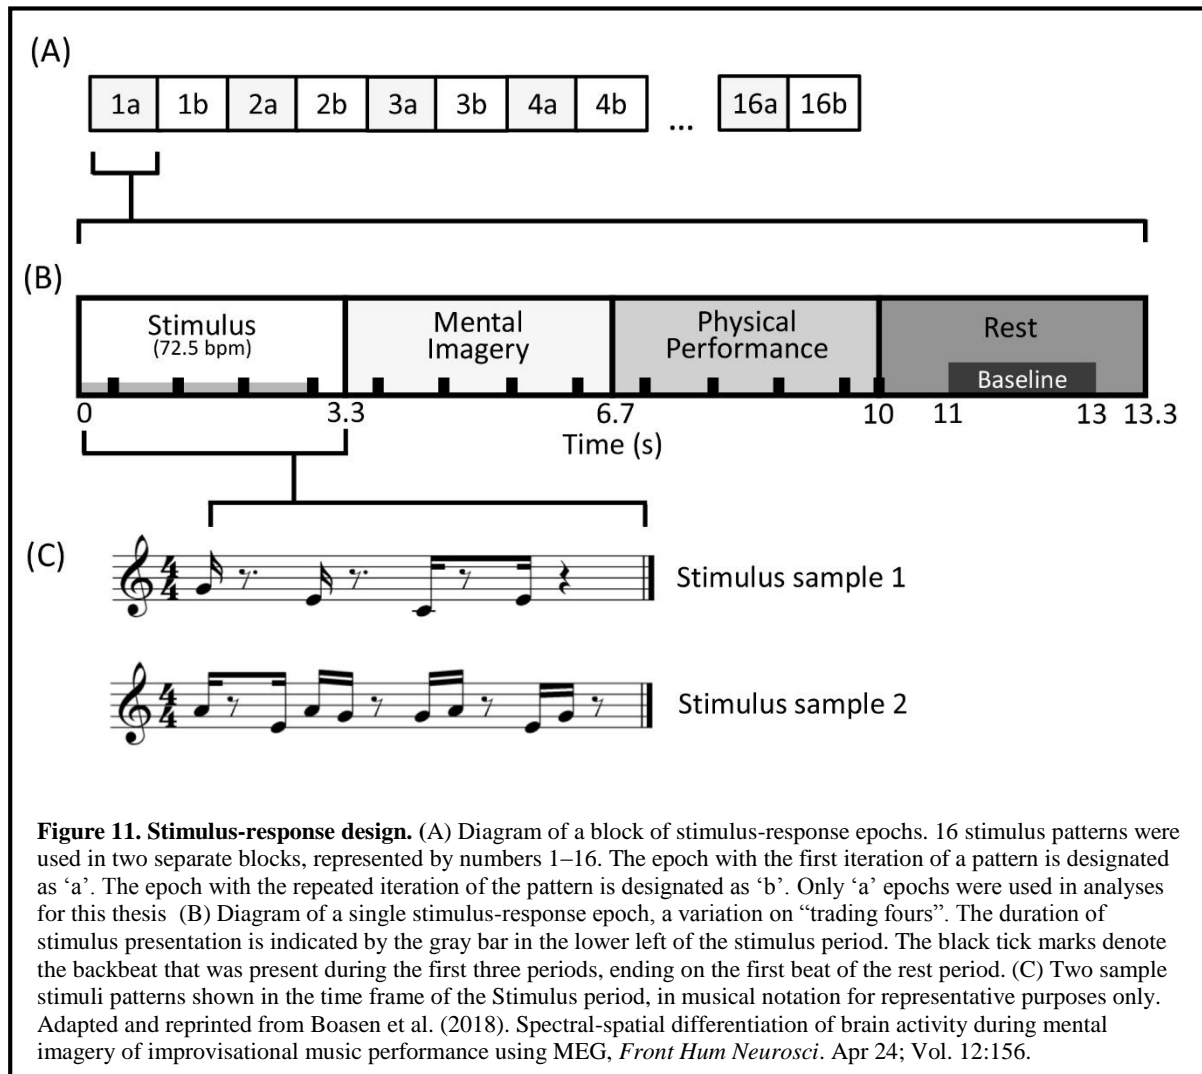 (A)
1a 1b 2a 2b 3a 3b 4a 4b ... 16a 16b
(B)
Stimulus
(72.5 bpm)
Mental
Imagery
Physical
Performance
Rest
Baseline
0 3.3 6.7 10 11 13 13.3
Time (s)
(C)
4
4
Stimulus sample 1
4
4
Stimulus sample 2
Figure 11. Stimulus-response design. (A) Diagram of a block of stimulus-response epochs. 16 stimulus patterns were
used in two separate blocks, represented by numbers 1–16. The epoch with the first iteration of a pattern is designated
as ‘a’. The epoch with the repeated iteration of the pattern is designated as ‘b’. Only ‘a’ epochs were used in analyses
for this thesis (B) Diagram of a single stimulus-response epoch, a variation on “trading fours”. The duration of
stimulus presentation is indicated by the gray bar in the lower left of the stimulus period. The black tick marks denote
the backbeat that was present during the first three periods, ending on the first beat of the rest period. (C) Two sample
stimuli patterns shown in the time frame of the Stimulus period, in musical notation for representative purposes only.
Adapted and reprinted from Boasen et al. (2018). Spectral-spatial differentiation of brain activity during mental
imagery of improvisational music performance using MEG, Front Hum Neurosci. Apr 24; Vol. 12:156.